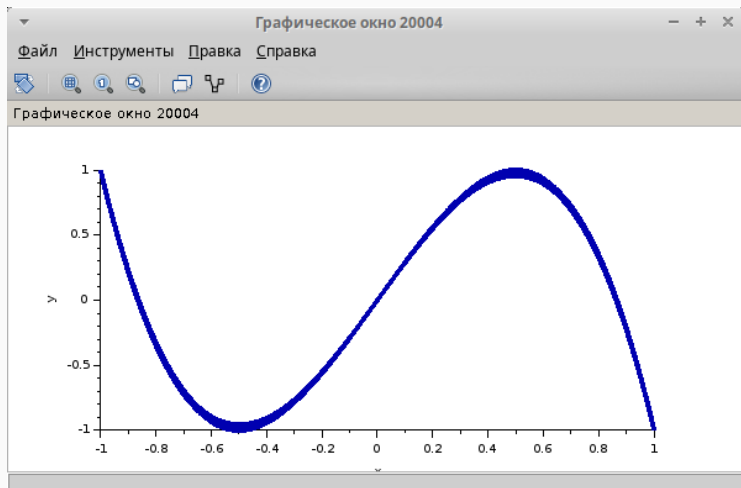 Графическое окно 20004
Файл Инструменты Правка Справка
Графическое окно 20004
1
0.5
0
-0.5
-1
y
-1 -0.8 -0.6 -0.4 -0.2 0 0.2 0.4 0.6 0.8 1